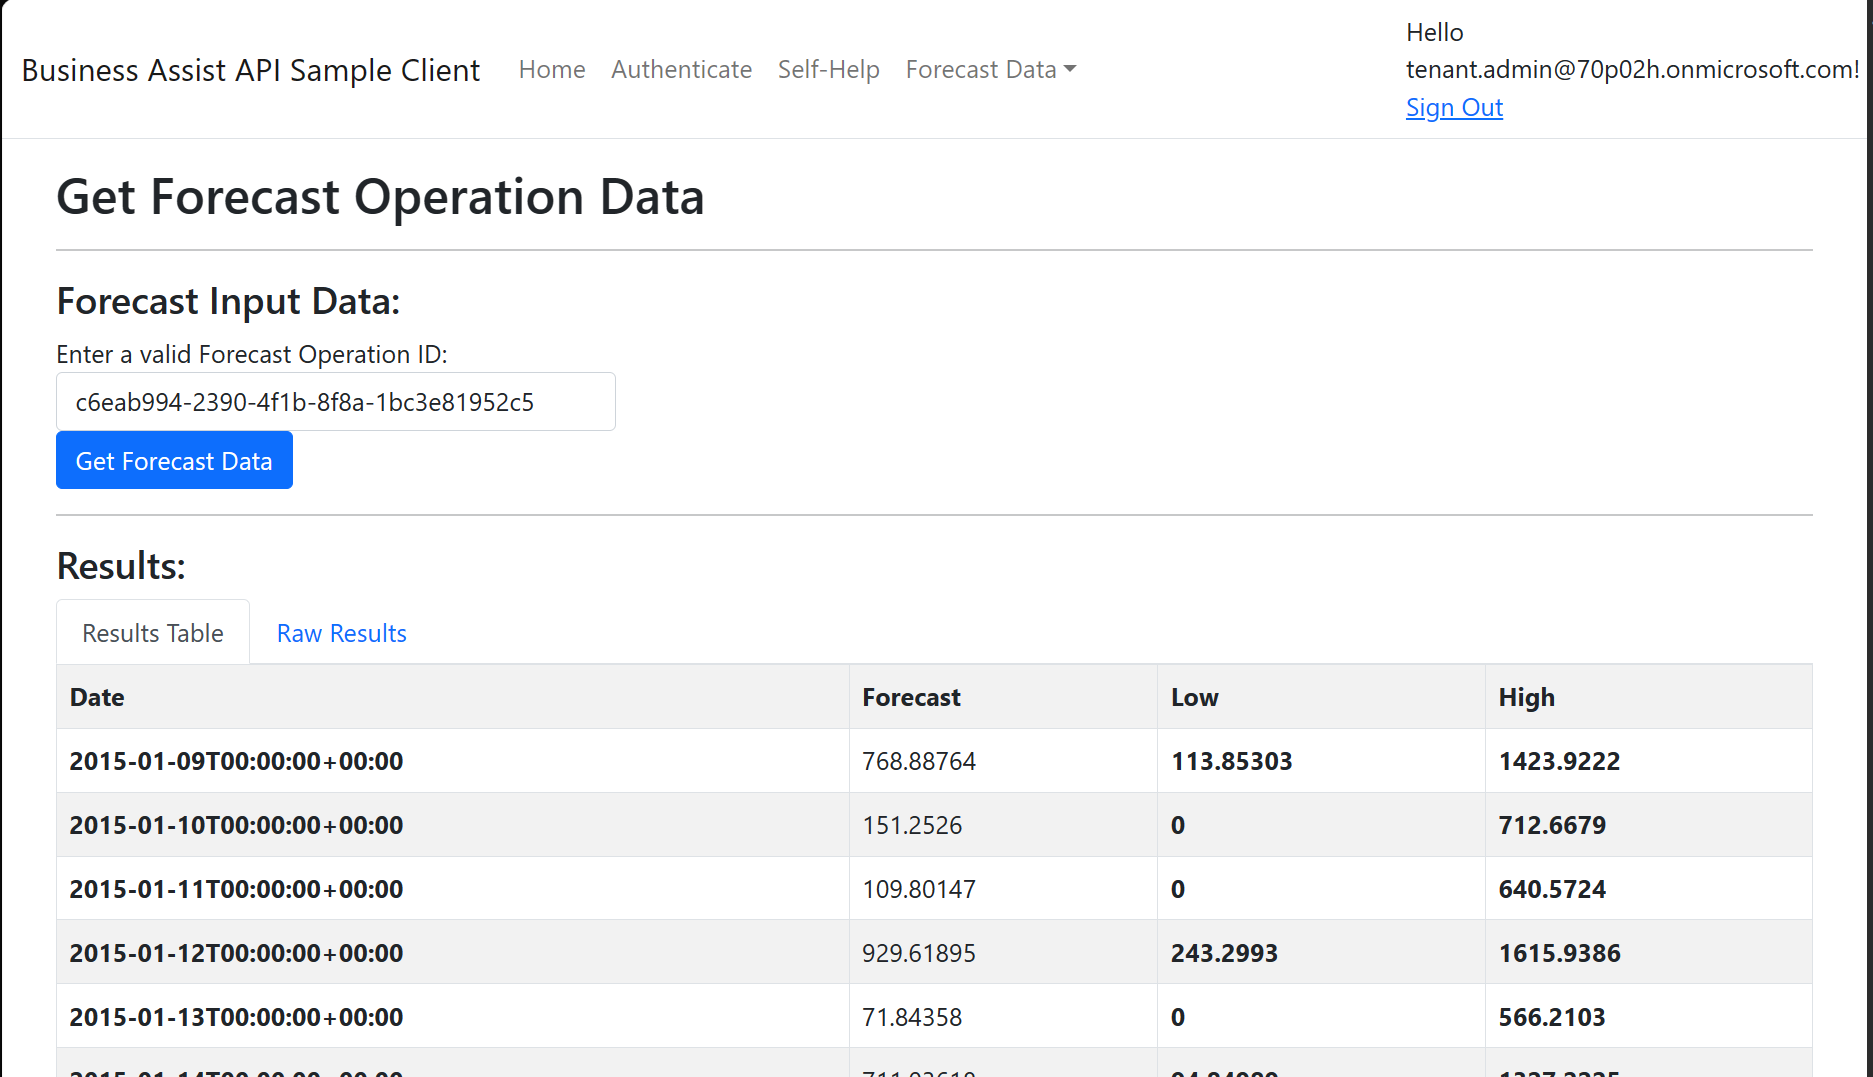 Hello
Business Assist API Sample Client Home Authenticate Self-Help Forecast Data tenant.admin@70p02h.onmicrosoft.com!
Sign Out
Get Forecast Operation Data
Forecast Input Data:
Enter a valid Forecast Operation ID:
c6eab994-2390-4f1b-8f8a-1bc3e81952c5
Get Forecast Data
Results:
Results Table Raw Results
Date Forecast Low High
2015-01-09T00:00:00+00:00 768.88764 113.85303 1423.9222
2015-01-10T00:00:00+00:00 151.2526 0 712.6679
2015-01-11T00:00:00+00:00 109.80147 0 640.5724
2015-01-12T00:00:00+00:00 929.61895 243.2993 1615.9386
2015-01-13T00:00:00+00:00 71.84358 0 566.2103